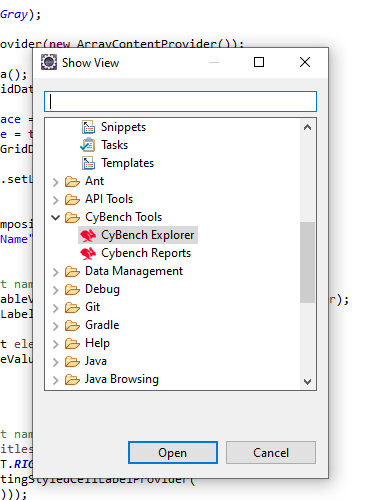 Gray);
ovider(new ArrayContentProvider());
Show View
a();
idDat
ace =
e = t
GridD
.setL
mposi
Name"
t nam
ableV
r);
Label
t ele
eValu
t nam
itles
T.RIG
tingStyledCellLabelProvider(
)));
Snippets
Tasks
Templates
Ant
API Tools
CyBench Tools
CyBench Explorer
Cybench Reports
Data Management
Debug
Git
Gradle
Help
Java
Java Browsing
Open
Cancel